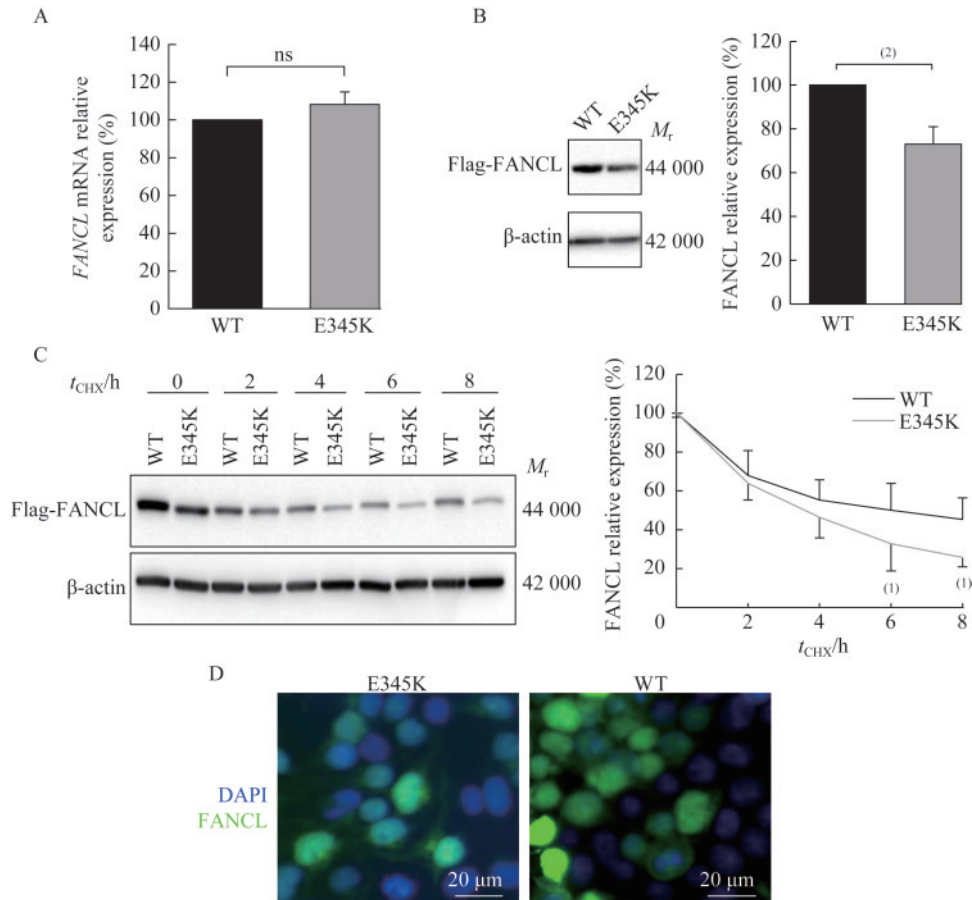 A
FANCL mRNA relative
expression (%)
140
120
100
80
60
40
20
0
ns
WT
E345K
B
WT
E345K
Mr
Flag-FANCL
44 000
β-actin
42 000
FANCL relative expression (%)
120
100
80
60
40
20
0
(2)
WT
E345K
C
tCHX/h
0
2
4
6
8
WT
E345K
WT
E345K
WT
E345K
WT
E345K
WT
E345K
Mr
Flag-FANCL
44 000
β-actin
42 000
FANCL relative expression (%)
120
100
80
60
40
20
0
WT
E345K
(1)
(1)
2
4
6
8
tCHX/h
D
E345K
WT
DAPI
FANCL
20 μm
20 μm